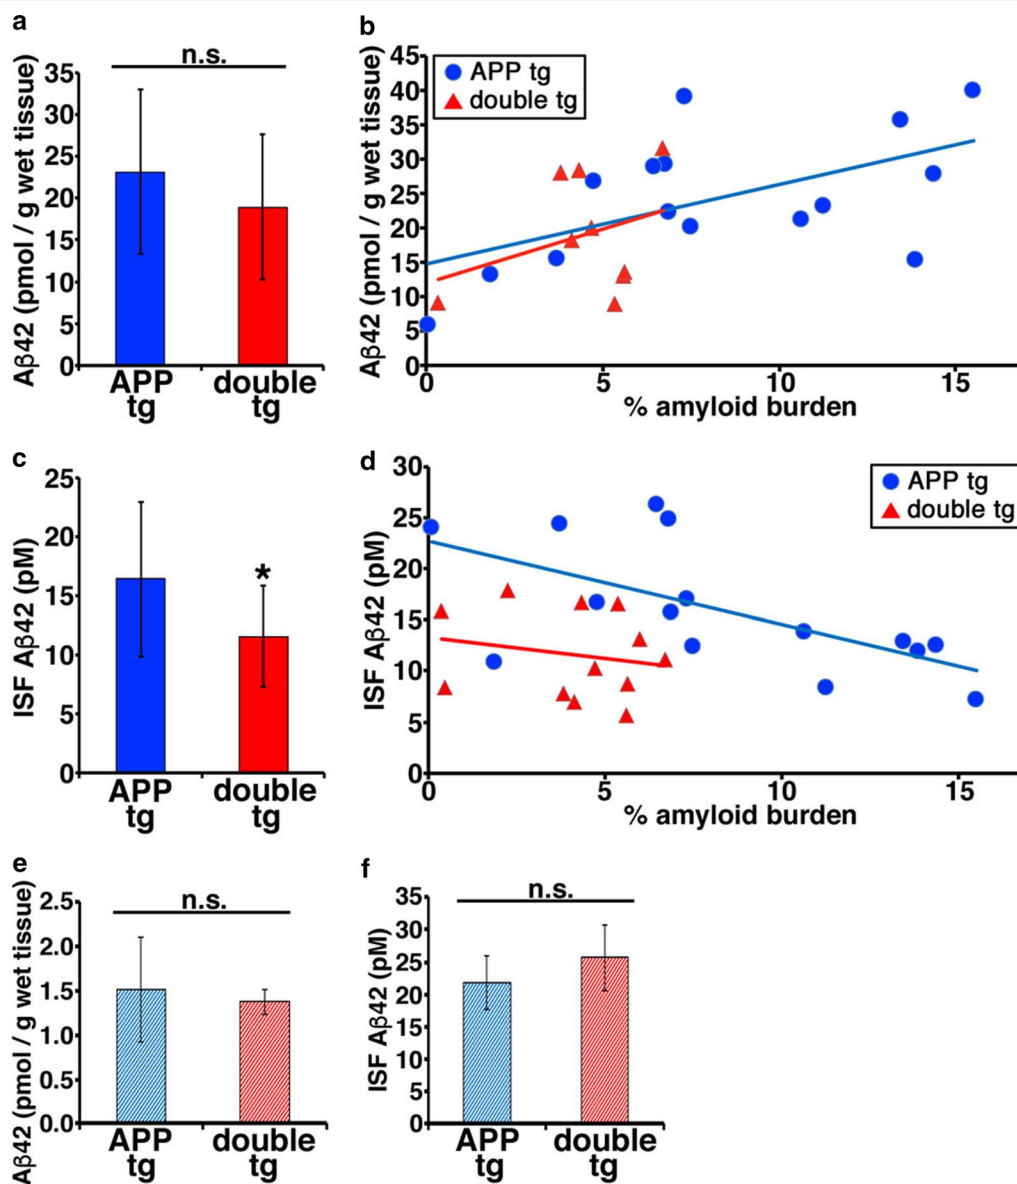 a
n.s.
Aβ42 (pmol / g wet tissue)
35
30
25
20
15
10
5
0
APP
tg
double
tg
b
Aβ42 (pmol / g wet tissue)
45
40
35
30
25
20
15
10
5
0
APP tg
double tg
0
5
10
15
% amyloid burden
c
ISF Aβ42 (pM)
25
20
15
10
5
0
*
APP
tg
double
tg
d
ISF Aβ42 (pM)
30
25
20
15
10
5
0
APP tg
double tg
0
5
10
15
% amyloid burden
e
n.s.
Aβ42 (pmol / g wet tissue)
2.5
2.0
1.5
1.0
0.5
0.0
APP
tg
double
tg
f
n.s.
ISF Aβ42 (pM)
35
30
25
20
15
10
5
0
APP
tg
double
tg